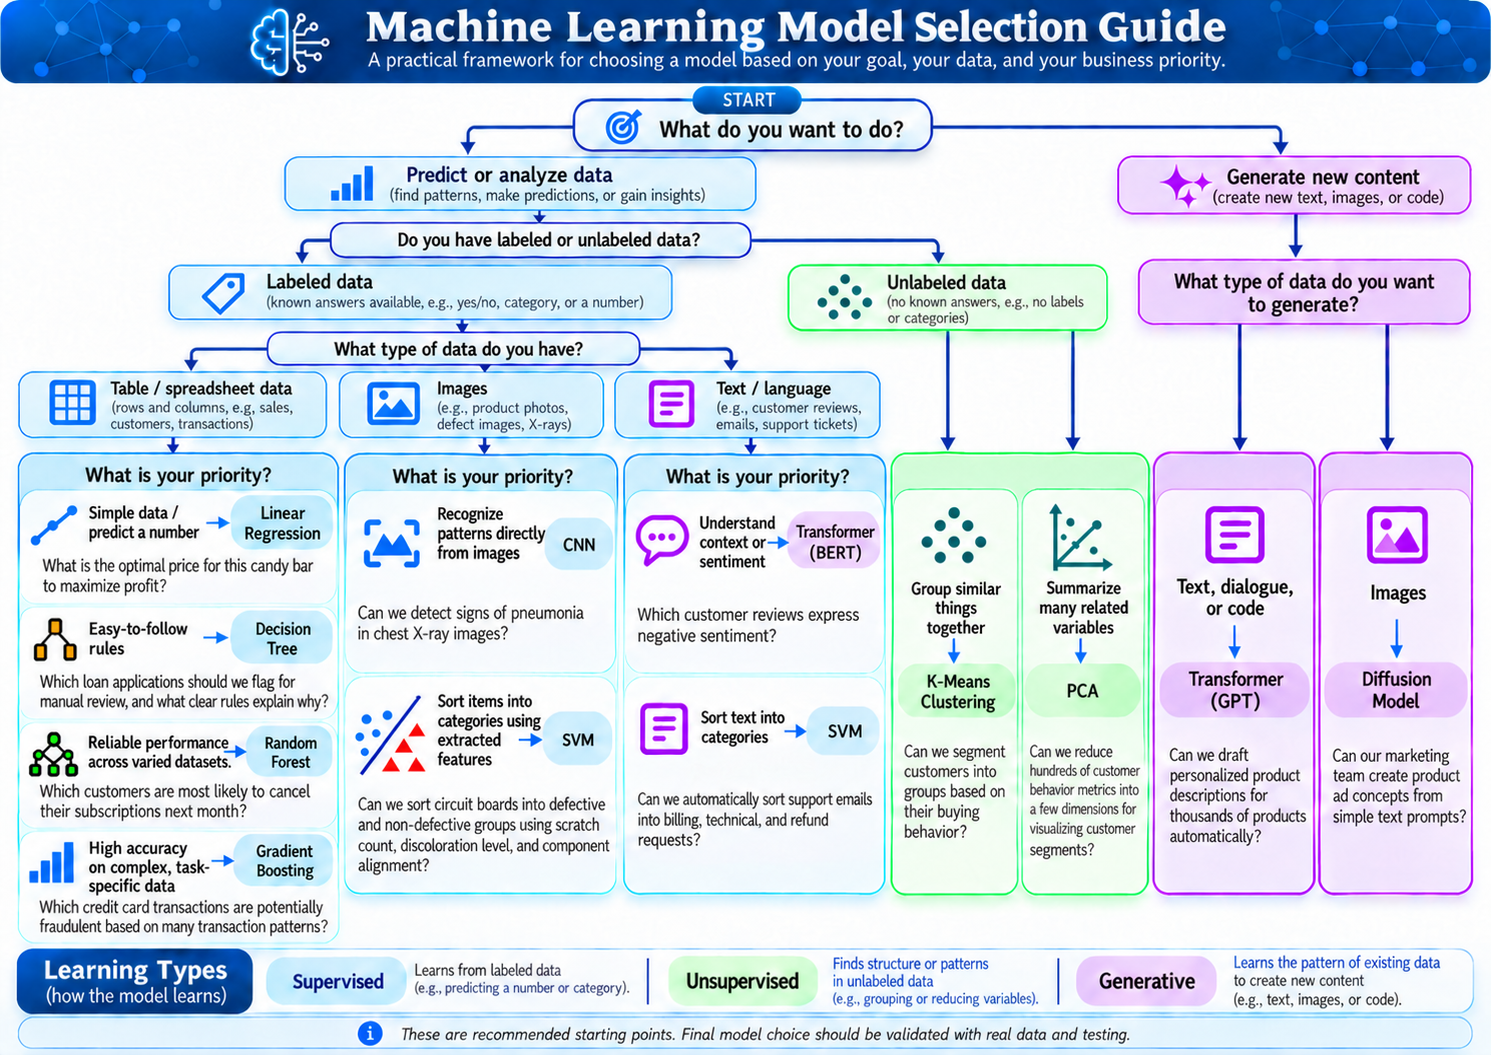 Machine Learning Model Selection Guide
A practical framework for choosing a model based on your goal, your data, and your business priority.
START
What do you want to do?
Predict or analyze data
(find patterns, make predictions, or gain insights)
Generate new content
(create new text, images, or code)
Do you have labeled or unlabeled data?
Labeled data
(known answers available, e.g., yes/no, category, or a number)
Unlabeled data
(no known answers, e.g., no labels
or categories)
What type of data do you want
to generate?
What type of data do you have?
Table / spreadsheet data
(rows and columns, e.g, sales,
customers, transactions)
Images
(e.g., product photos,
defect images, X-rays)
Text / language
(e.g., customer reviews,
emails, support tickets)
What is your priority?
Simple data /
predict a number
Linear
Regression
What is the optimal price for this candy bar
to maximize profit?
Easy-to-follow
rules
Decision
Tree
Which loan applications should we flag for
manual review, and what clear rules explain why?
Reliable performance
across varied datasets.
Random
Forest
Which customers are most likely to cancel
their subscriptions next month?
High accuracy
on complex, task-
specific data
Gradient
Boosting
Which credit card transactions are potentially
fraudulent based on many transaction patterns?
What is your priority?
Recognize
patterns directly
from images
CNN
Can we detect signs of pneumonia
in chest X-ray images?
Sort items into
categories using
extracted
features
SVM
Can we sort circuit boards into defective
and non-defective groups using scratch
count, discoloration level, and component
alignment?
What is your priority?
Understand
context or
sentiment
Transformer
(BERT)
Which customer reviews express
negative sentiment?
Sort text into
categories
SVM
Can we automatically sort support emails
into billing, technical, and refund
requests?
Group similar
things
together
K-Means
Clustering
Can we segment
customers into
groups based on
their buying
behavior?
Summarize
many related
variables
PCA
Can we reduce
hundreds of customer
behavior metrics into
a few dimensions for
visualizing customer
segments?
Text, dialogue,
or code
Transformer
(GPT)
Can we draft
personalized product
descriptions for
thousands of products
automatically?
Images
Diffusion
Model
Can our marketing
team create product
ad concepts from
simple text prompts?
Learning Types
(how the model learns)
Supervised
Learns from labeled data
(e.g., predicting a number or category).
Unsupervised
Finds structure or patterns
in unlabeled data
(e.g., grouping or reducing variables).
Generative
Learns the pattern of existing data
to create new content
(e.g., text, images, or code).
i
These are recommended starting points. Final model choice should be validated with real data and testing.